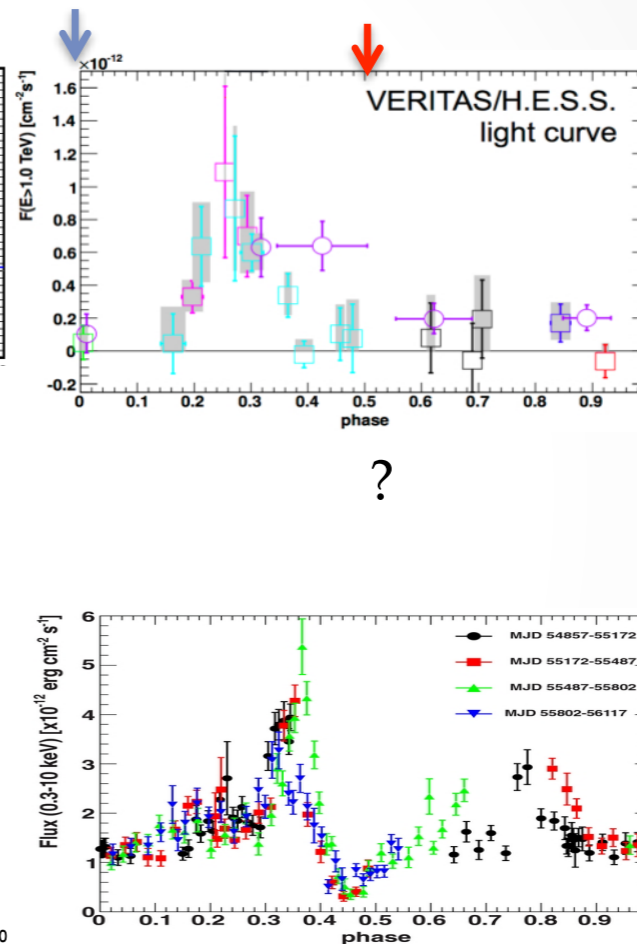 ×10⁻¹²
1.6
1.4
1.2
1
0.8
0.6
0.4
0.2
0
-0.2
F(E>1.0 TeV) [cm⁻²s⁻¹]
VERITAS/H.E.S.S.
light curve
0 0.1 0.2 0.3 0.4 0.5 0.6 0.7 0.8 0.9
phase
?
Flux (0.3-10 keV) [x10⁻¹² erg cm⁻² s⁻¹]
6
5
4
3
2
1
0
MJD 54857-55172
MJD 55172-55487
MJD 55487-55802
MJD 55802-56117
0 0.1 0.2 0.3 0.4 0.5 0.6 0.7 0.8 0.9
phase
0